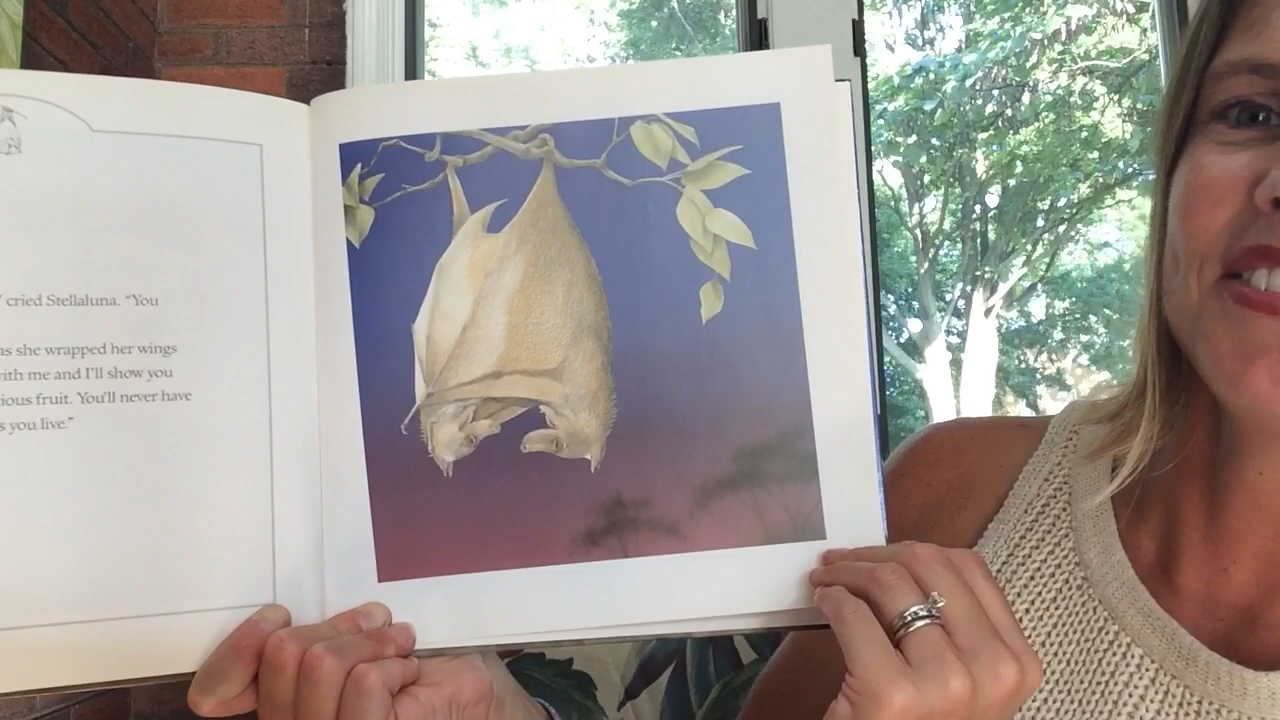 " cried Stellaluna. "You
as she wrapped her wings
with me and I'll show you
cious fruit. You'll never have
s you live."